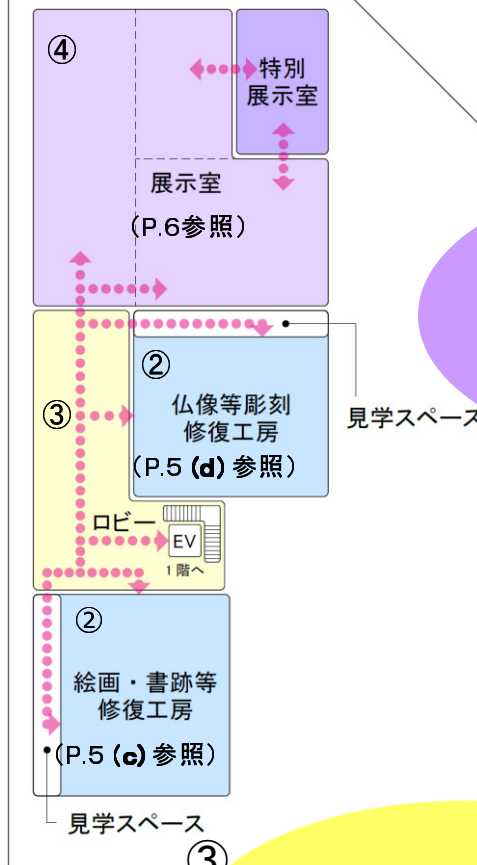 ④
特別
展示室
展示室
（P.6参照）
②
仏像等彫刻
修復工房
（P.5（d）参照）
見学スペース
③
ロビー
EV
1階へ
②
絵画・書跡等
修復工房
（P.5（c）参照）
見学スペース
③